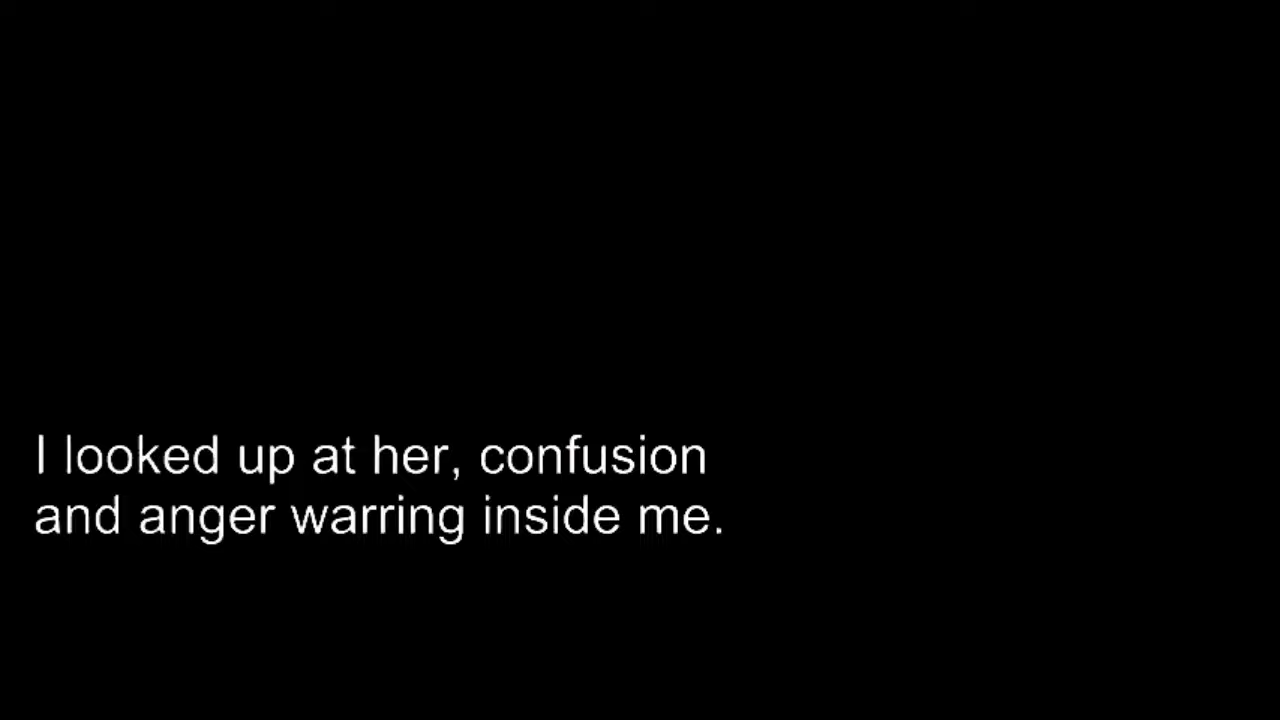 I looked up at her, confusion
and anger warring inside me.